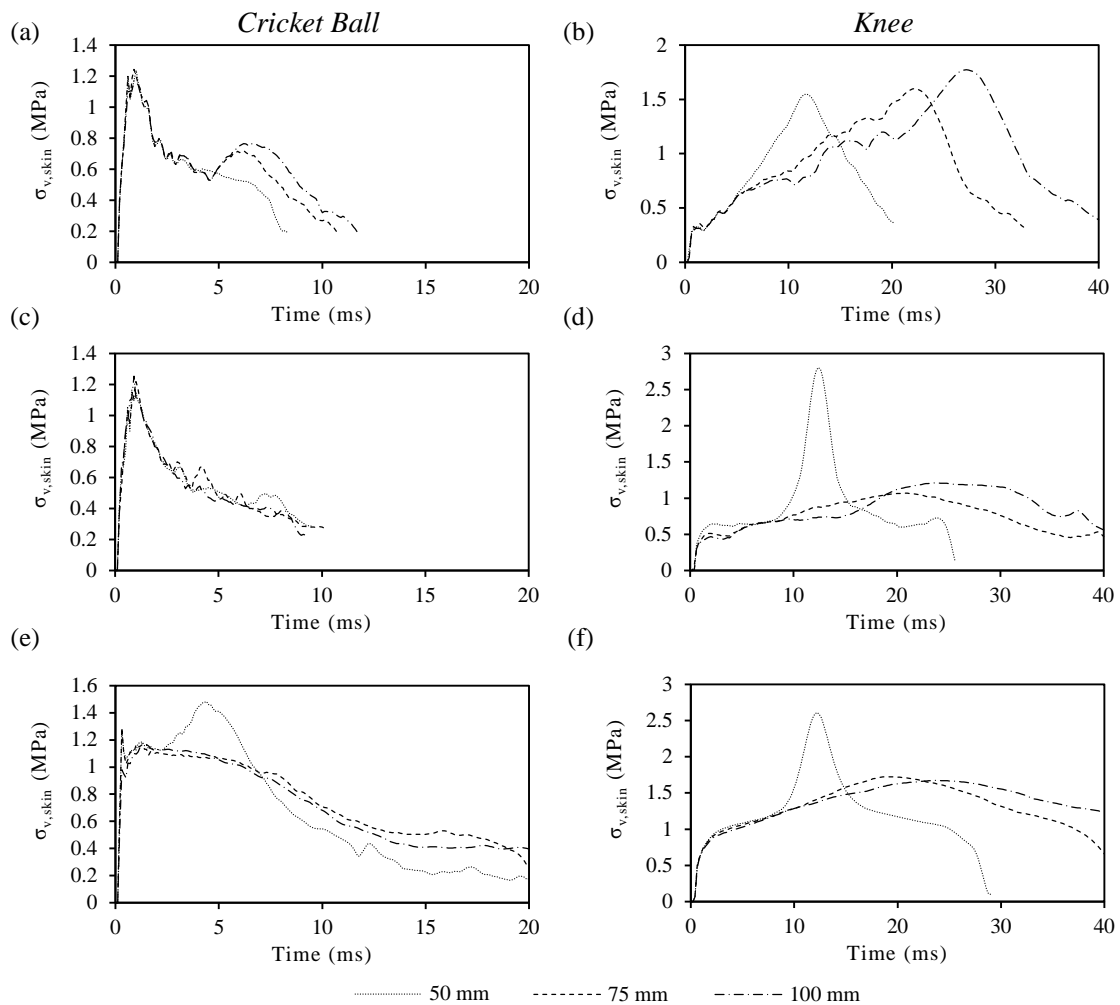 Cricket Ball
Knee
(a)
(b)
1.4
1.2
1
0.8
0.6
0.4
0.2
0
σv,skin (MPa)
0 5 10 15 20
Time (ms)
2
1.5
1
0.5
0
σv,skin (MPa)
0 10 20 30 40
Time (ms)
(c)
(d)
1.4
1.2
1
0.8
0.6
0.4
0.2
0
σv,skin (MPa)
0 5 10 15 20
Time (ms)
3
2.5
2
1.5
1
0.5
0
σv,skin (MPa)
0 10 20 30 40
Time (ms)
(e)
(f)
1.6
1.4
1.2
1
0.8
0.6
0.4
0.2
0
σv,skin (MPa)
0 5 10 15 20
Time (ms)
3
2.5
2
1.5
1
0.5
0
σv,skin (MPa)
0 10 20 30 40
Time (ms)
50 mm 75 mm 100 mm